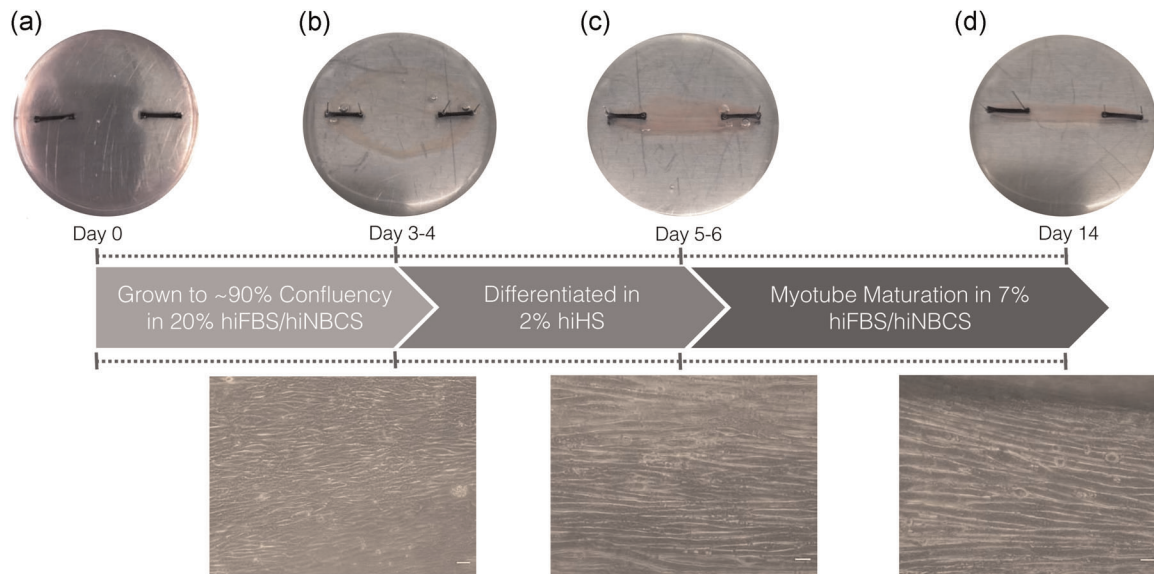 (a)
(b)
(c)
(d)
Day 0
Day 3-4
Day 5-6
Day 14
Grown to ~90% Confluency
in 20% hiFBS/hiNBCS
Differentiated in
2% hiHS
Myotube Maturation in 7%
hiFBS/hiNBCS